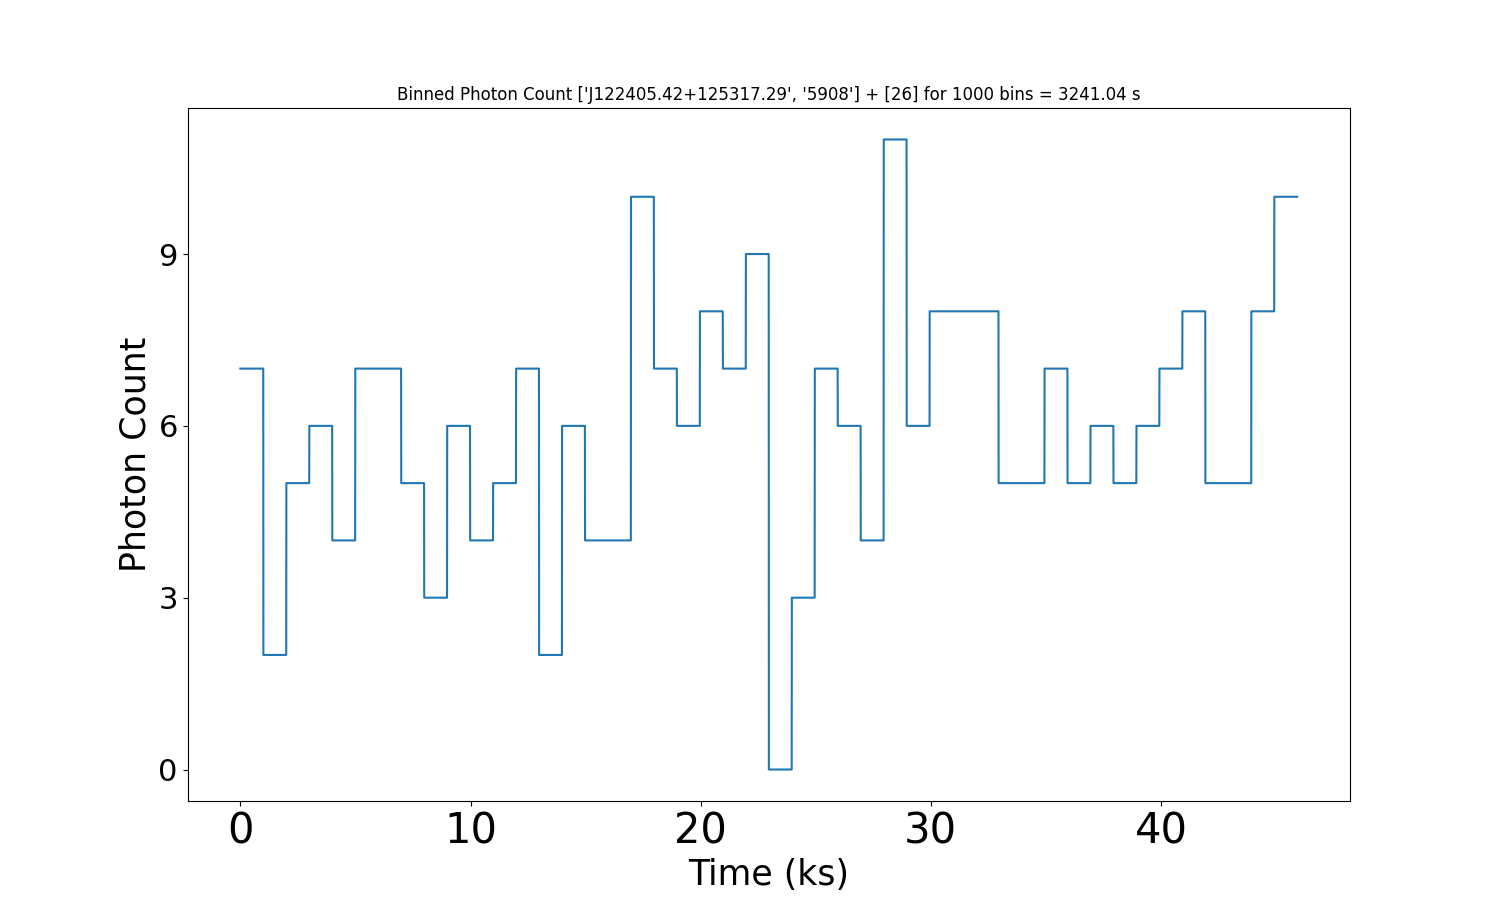 Binned Photon Count ['J122405.42+125317.29', '5908'] + [26] for 1000 bins = 3241.04 s
Photon Count
9
6
3
0
0 10 20 30 40
Time (ks)